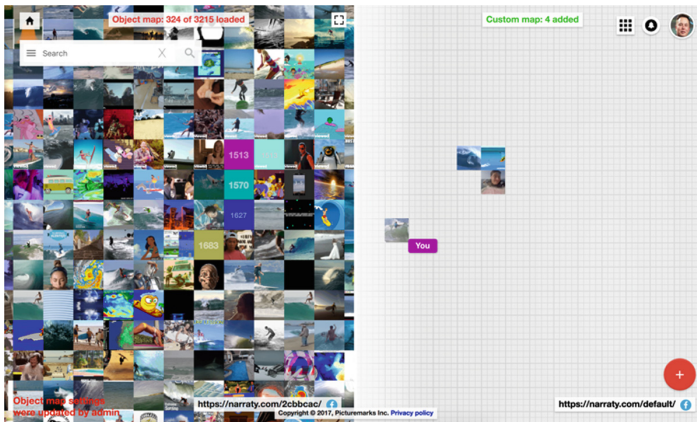 Object map: 324 of 3215 loaded
Custom map: 4 added
Search
X
1513
1570
1627
1683
You
Object map settings
were updated by admin
https://narraty.com/2cbbcac/
https://narraty.com/default/
Copyright © 2017, Picturemarks Inc. Privacy policy